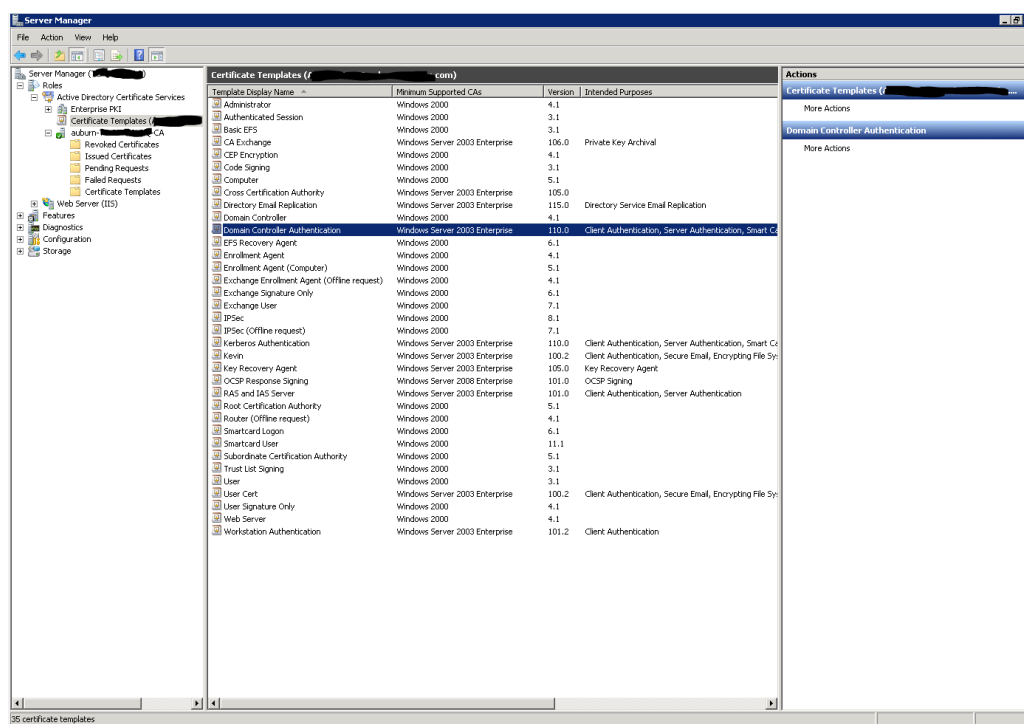 Server Manager
File Action View Help
Server Manager (
Roles
Active Directory Certificate Services
Enterprise PKI
Certificate Templates (
auburn- -CA
Revoked Certificates
Issued Certificates
Pending Requests
Failed Requests
Certificate Templates
Web Server (IIS)
Features
Diagnostics
Configuration
Storage
Certificate Templates ( com)
Template Display Name Minimum Supported CAs Version Intended Purposes
Administrator Windows 2000 4.1
Authenticated Session Windows 2000 3.1
Basic EFS Windows 2000 3.1
CA Exchange Windows Server 2003 Enterprise 106.0 Private Key Archival
CEP Encryption Windows 2000 4.1
Code Signing Windows 2000 3.1
Computer Windows 2000 5.1
Cross Certification Authority Windows Server 2003 Enterprise 105.0
Directory Email Replication Windows Server 2003 Enterprise 115.0 Directory Service Email Replication
Domain Controller Windows 2000 4.1
Domain Controller Authentication Windows Server 2003 Enterprise 110.0 Client Authentication, Server Authentication, Smart Ca
EFS Recovery Agent Windows 2000 6.1
Enrollment Agent Windows 2000 4.1
Enrollment Agent (Computer) Windows 2000 5.1
Exchange Enrollment Agent (Offline request) Windows 2000 4.1
Exchange Signature Only Windows 2000 6.1
Exchange User Windows 2000 7.1
IPSec Windows 2000 8.1
IPSec (Offline request) Windows 2000 7.1
Kerberos Authentication Windows Server 2003 Enterprise 110.0 Client Authentication, Server Authentication, Smart Ca
Kevin Windows Server 2003 Enterprise 100.2 Client Authentication, Secure Email, Encrypting File Sy
Key Recovery Agent Windows Server 2003 Enterprise 105.0 Key Recovery Agent
OCSP Response Signing Windows Server 2008 Enterprise 101.0 OCSP Signing
RAS and IAS Server Windows Server 2003 Enterprise 101.0 Client Authentication, Server Authentication
Root Certification Authority Windows 2000 5.1
Router (Offline request) Windows 2000 4.1
Smartcard Logon Windows 2000 6.1
Smartcard User Windows 2000 11.1
Subordinate Certification Authority Windows 2000 5.1
Trust List Signing Windows 2000 3.1
User Windows 2000 3.1
User Cert Windows Server 2003 Enterprise 100.2 Client Authentication, Secure Email, Encrypting File Sy
User Signature Only Windows 2000 4.1
Web Server Windows 2000 4.1
Workstation Authentication Windows Server 2003 Enterprise 101.2 Client Authentication
Actions
Certificate Templates ( ...
More Actions
Domain Controller Authentication
More Actions
35 certificate templates